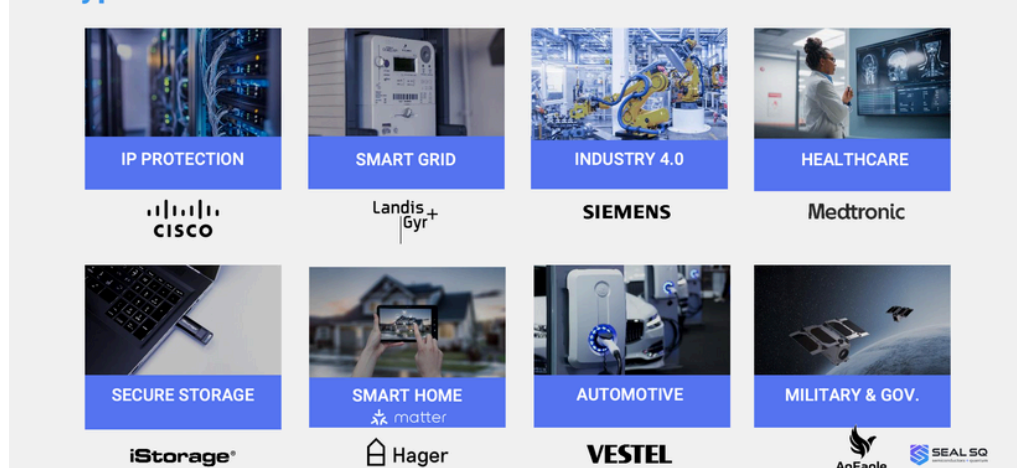 IP PROTECTION
SMART GRID
INDUSTRY 4.0
HEALTHCARE
CISCO
Landis
Gyr+
SIEMENS
Medtronic
SECURE STORAGE
SMART HOME
matter
AUTOMOTIVE
MILITARY & GOV.
iStorage®
Hager
VESTEL
AnEagle
SEAL SQ